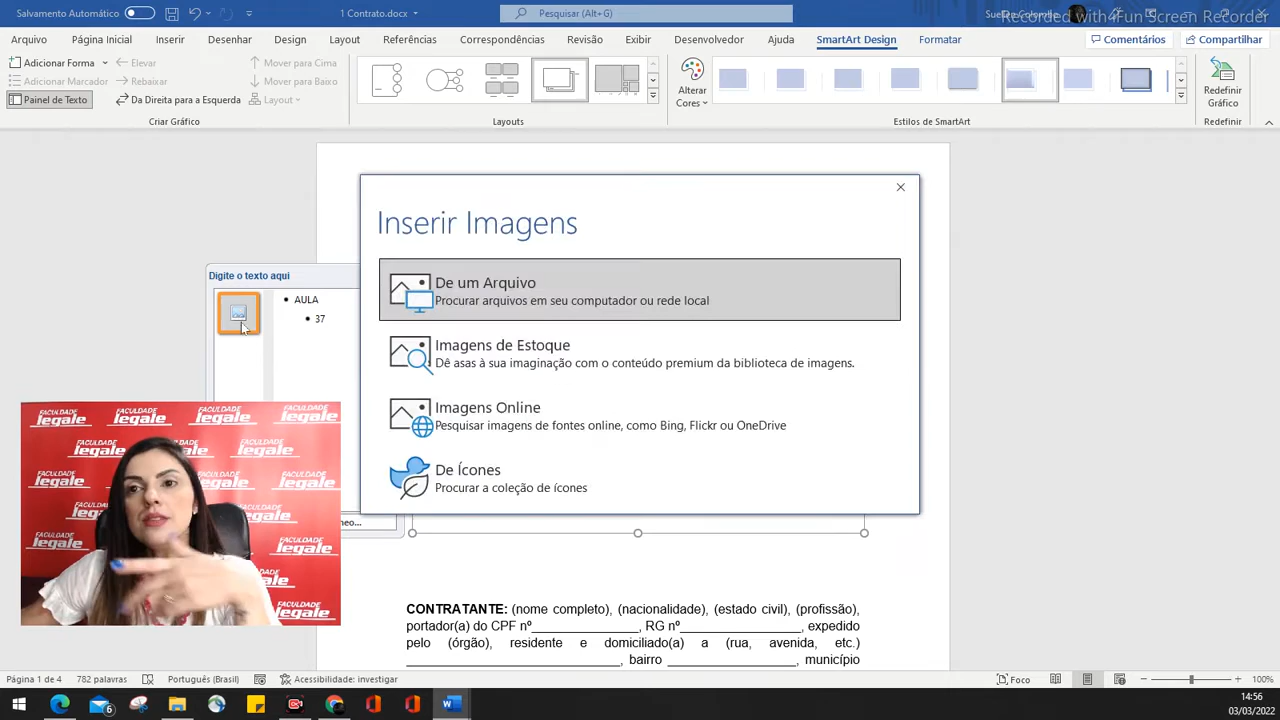 Salvamento Automático
1 Contrato.docx
Pesquisar (Alt+G)
Recorded with Fun Screen Recorder
Arquivo Página Inicial Inserir Desenhar Design Layout Referências Correspondências Revisão Exibir Desenvolvedor Ajuda SmartArt Design Formatar Comentários Compartilhar
Adicionar Forma Elevar Mover para Cima
Adicionar Marcador Rebaixar Mover para Baixo
Painel de Texto Da Direita para a Esquerda Layout
Alterar Cores
Redefinir Gráfico
Criar Gráfico Layouts Estilos de SmartArt Redefinir
Inserir Imagens
De um Arquivo
Procurar arquivos em seu computador ou rede local
Imagens de Estoque
Dê asas à sua imaginação com o conteúdo premium da biblioteca de imagens.
Imagens Online
Pesquisar imagens de fontes online, como Bing, Flickr ou OneDrive
De Ícones
Procurar a coleção de ícones
Digite o texto aqui
AULA
37
FACULDADE legale
CONTRATANTE: (nome completo), (nacionalidade), (estado civil), (profissão),
portador(a) do CPF nº____________, RG nº______________, expedido
pelo (órgão), residente e domiciliado(a) a (rua, avenida, etc.)
______________________, bairro _____________, município
Página 1 de 4 782 palavras Português (Brasil) Acessibilidade: investigar Foco 100%
6
14:56
03/03/2022